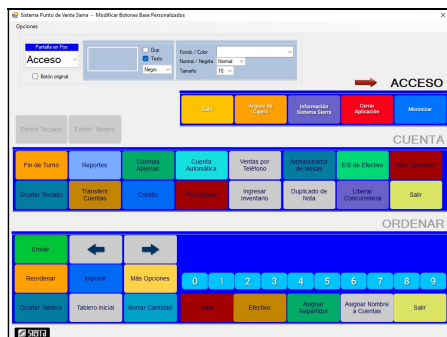 Sistema Punto de Venta Sierra - Modificar Botones Base Personalizados
Opciones
Pantalla en Pos
Acceso
Botón original
Dup
Texto
Negro
Fondo / Color
Normal / Negrita Normal
Tamaño 10
ACCESO
Salir
Arqueo de Cajero
Información Sistema Sierra
Cerrar Aplicación
Minimizar
Existir Teclado
Existir Tablero
CUENTA
Fin de Turno
Reportes
Cuentas Abiertas
Cuenta Automática
Ventas por Teléfono
Administrador de Mesas
E/S de Efectivo
Más Opciones
Ocultar Teclado
Transferir Cuentas
Crédito
Ingresar Inventario
Duplicado de Nota
Liberar Concurrencia
Salir
ORDENAR
Enviar
Reordenar
Imprimir
Más Opciones
0 1 2 3 4 5 6 7 8 9
Ocultar Tablero
Tablero Inicial
Borrar Cantidad
Total
Efectivo
Asignar Repartidor
Asignar Nombre a Cuentas
Salir
SIERRA